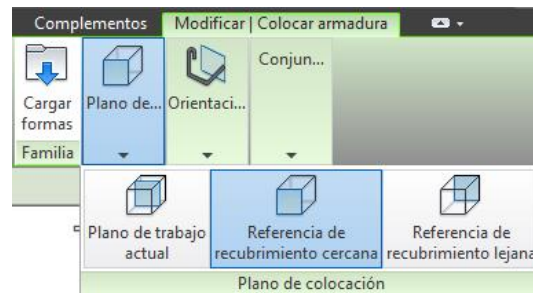 Complementos Modificar | Colocar armadura
Cargar formas Plano de... Orientaci... Conjun...
Familia
Plano de trabajo actual Referencia de recubrimiento cercana Referencia de recubrimiento lejana
Plano de colocación